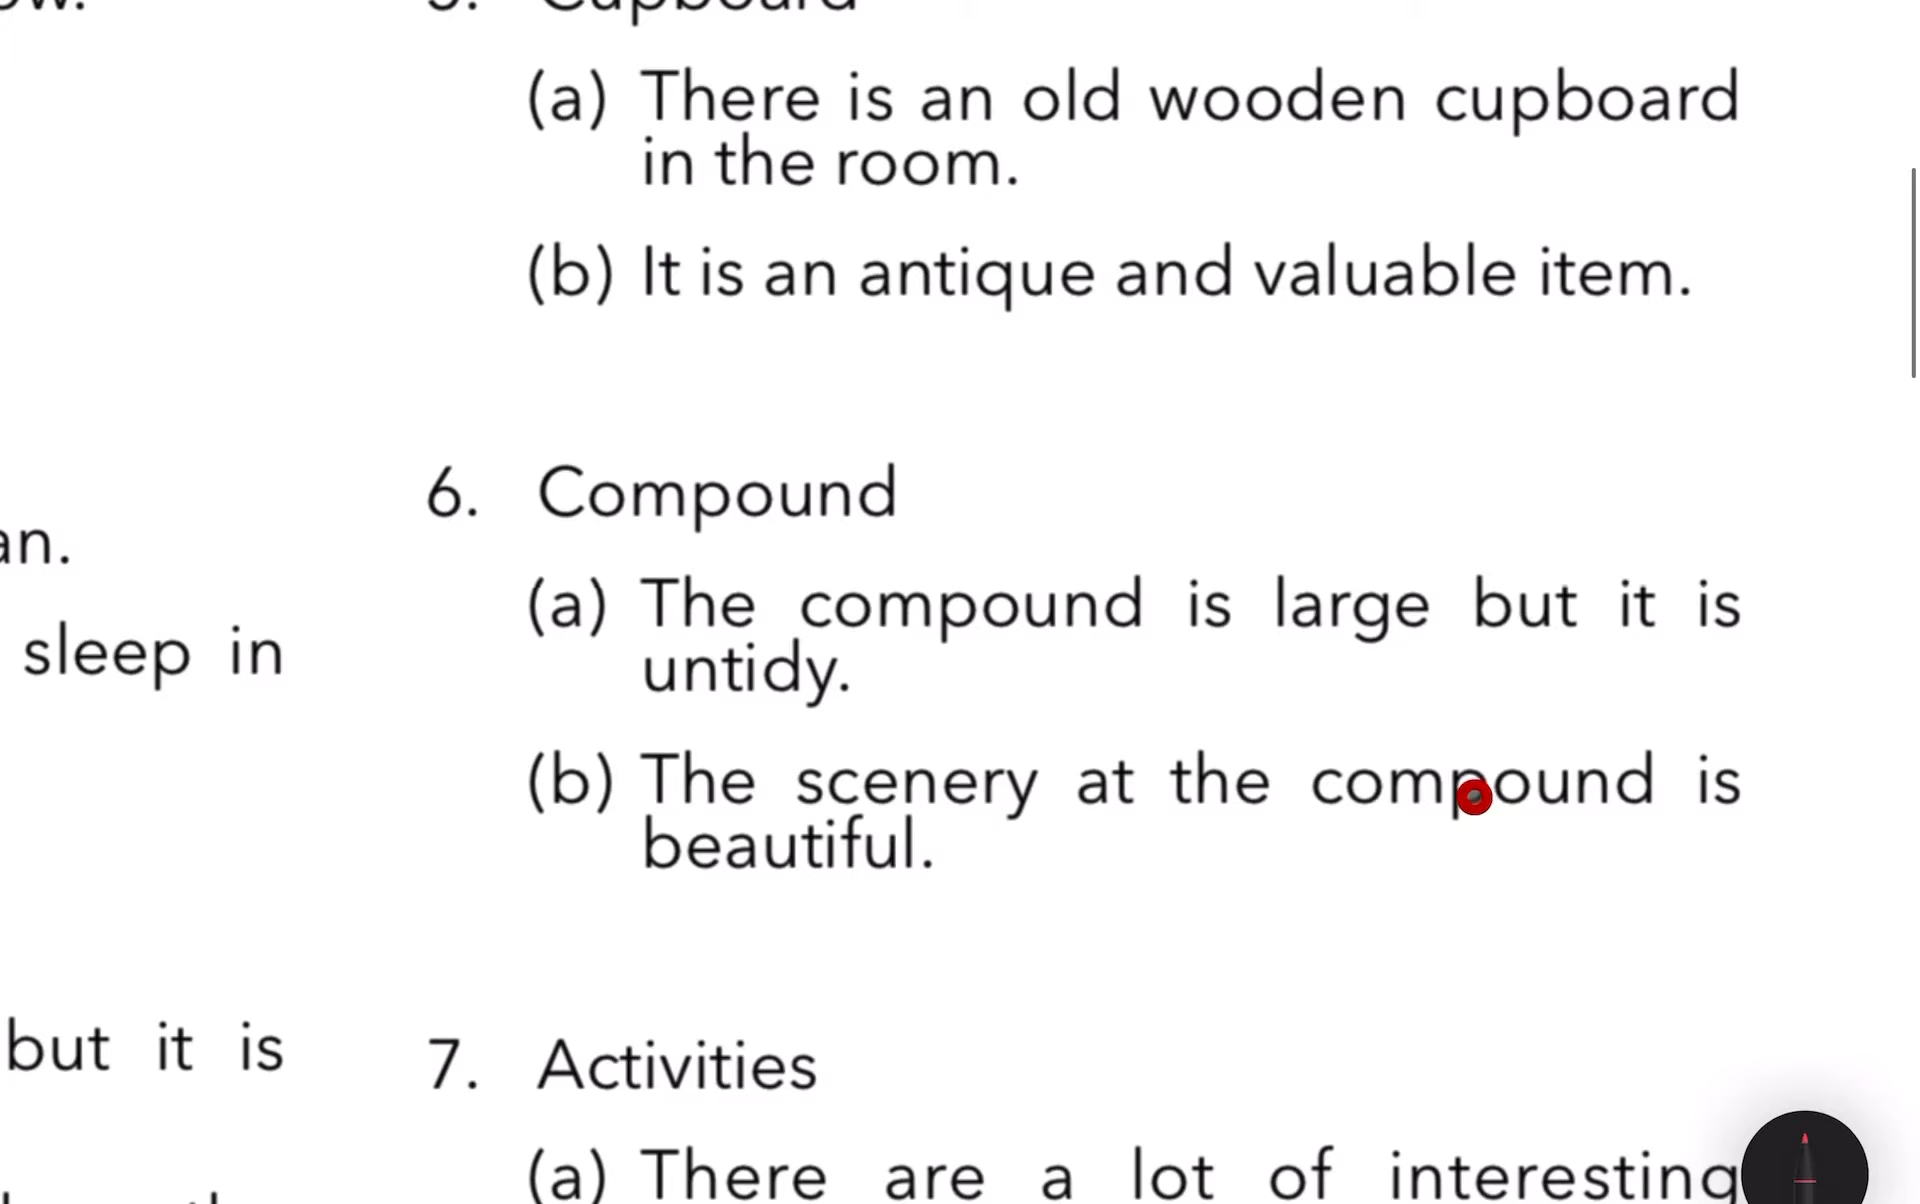 5. Cupboard
(a) There is an old wooden cupboard
in the room.
(b) It is an antique and valuable item.
6. Compound
(a) The compound is large but it is
untidy.
(b) The scenery at the compound is
beautiful.
7. Activities
(a) There are a lot of interesting
an.
sleep in
but it is